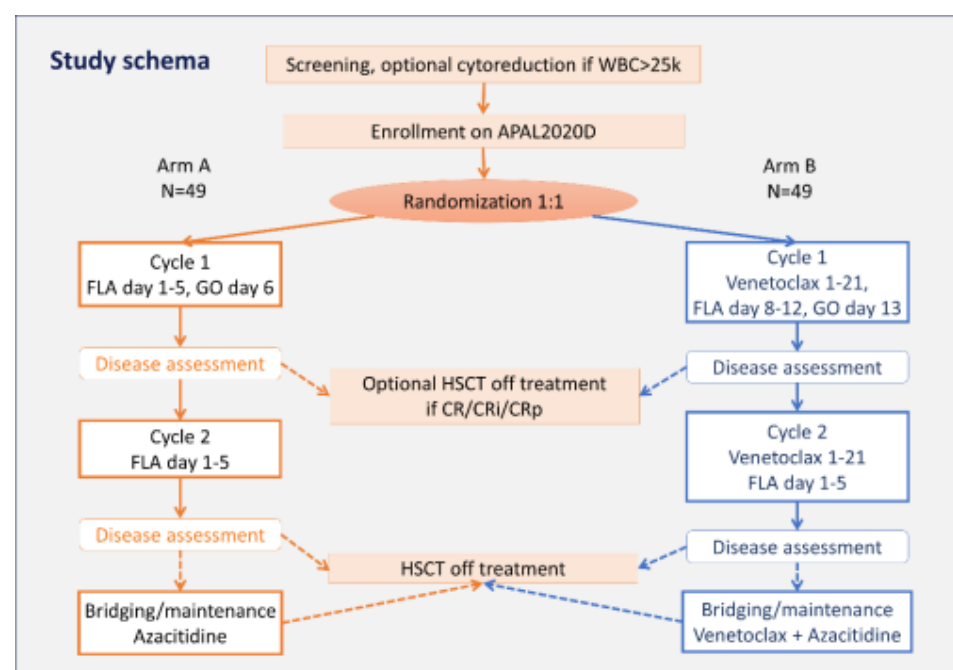 Study schema
Screening, optional cytoreduction if WBC>25k
Enrollment on APAL2020D
Arm A
N=49
Arm B
N=49
Randomization 1:1
Cycle 1
FLA day 1-5, GO day 6
Cycle 1
Venetoclax 1-21,
FLA day 8-12, GO day 13
Disease assessment
Disease assessment
Optional HSCT off treatment
if CR/CRi/CRp
Cycle 2
FLA day 1-5
Cycle 2
Venetoclax 1-21
FLA day 1-5
Disease assessment
Disease assessment
HSCT off treatment
Bridging/maintenance
Azacitidine
Bridging/maintenance
Venetoclax + Azacitidine